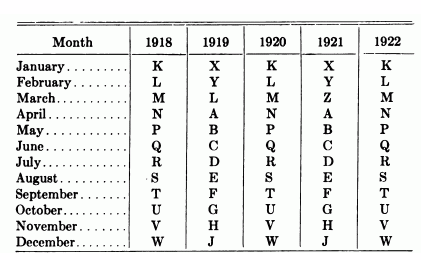 Month 1918 1919 1920 1921 1922
January......... K X K X K
February......... L Y L Y L
March........... M L M Z M
April............ N A N A N
May............. P B P B P
June............ Q C Q C Q
July............. R D R D R
August.......... S E S E S
September....... T F T F T
October......... U G U G U
November....... V H V H V
December........ W J W J W